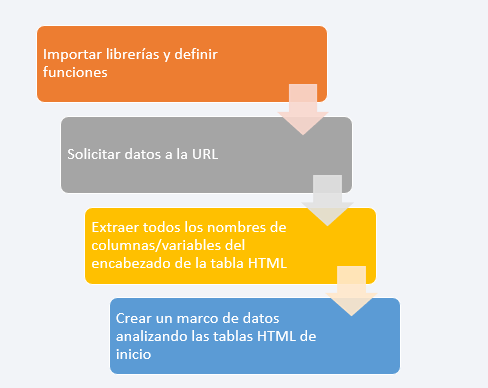 Importar librerías y definir
funciones
Solicitar datos a la URL
Extraer todos los nombres de
columnas/variables del
encabezado de la tabla HTML
Crear un marco de datos
analizando las tablas HTML de
inicio